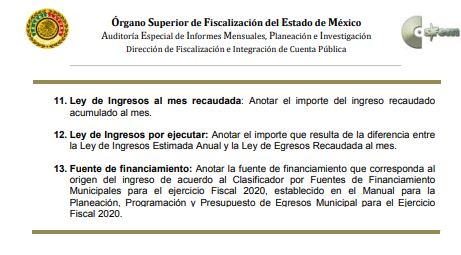 Órgano Superior de Fiscalización del Estado de México
Auditoría Especial de Informes Mensuales, Planeación e Investigación
Dirección de Fiscalización e Integración de Cuenta Pública
osfem
11. Ley de Ingresos al mes recaudada: Anotar el importe del ingreso recaudado
acumulado al mes.
12. Ley de Ingresos por ejecutar: Anotar el importe que resulta de la diferencia entre
la Ley de Ingresos Estimada Anual y la Ley de Egresos Recaudada al mes.
13. Fuente de financiamiento: Anotar la fuente de financiamiento que corresponda al
origen del ingreso de acuerdo al Clasificador por Fuentes de Financiamiento
Municipales para el ejercicio Fiscal 2020, establecido en el Manual para la
Planeación, Programación y Presupuesto de Egresos Municipal para el Ejercicio
Fiscal 2020.